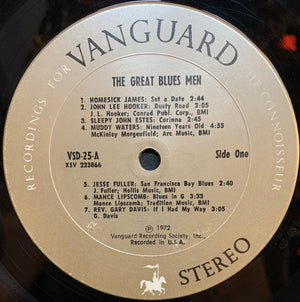 RECORDINGS FOR THE CONNOISSEUR
VANGUARD
THE GREAT BLUES MEN
1. HOMESICK JAMES: Set a Date 2:44
2. JOHN LEE HOOKER: Dusty Road 3:05
J. L. Hooker; Conrad Publ. Corp., BMI
3. SLEEPY JOHN ESTES: Corinna 2:45
4. MUDDY WATERS: Nineteen Years Old 4:55
McKinley Morgenfield; Arc Music, BMI
VSD-25-A
Side One
XSV 223866
5. JESSE FULLER: San Francisco Bay Blues 2:40
J. Fuller; Hollis Music, BMI
6. MANCE LIPSCOMB: Blues in G 3:35
Mance Lipscomb; Tradition Music, BMI
7. REV. GARY DAVIS: If I Had My Way 5:05
G. Davis
℗ 1972
Vanguard Recording Society, Inc.,
Recorded in U.S.A.
STEREO